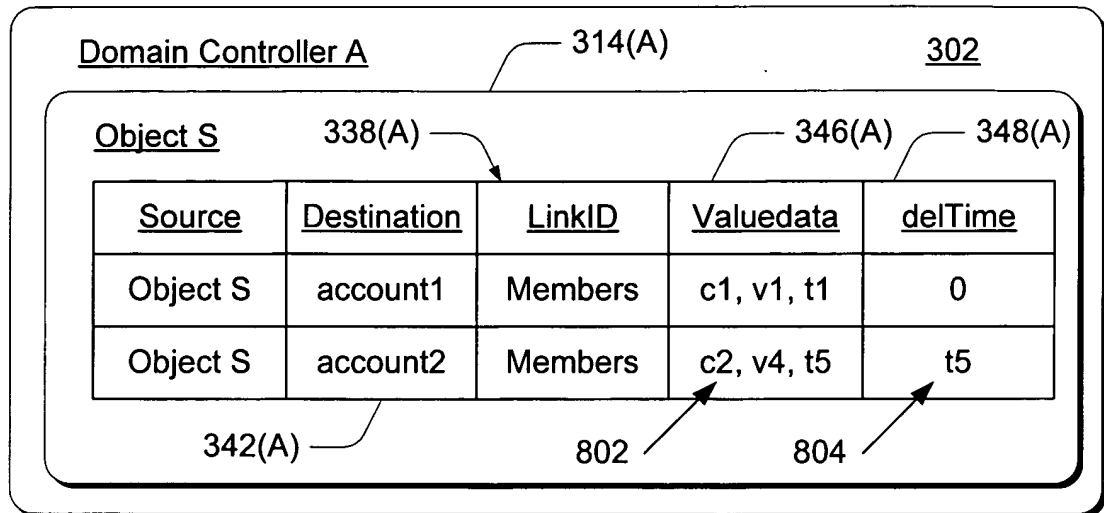 Domain Controller A 314(A) 302
Object S 338(A) 346(A) 348(A)
Source Destination LinkID Valuedata delTime
Object S account1 Members c1, v1, t1 0
Object S account2 Members c2, v4, t5 t5
342(A) 802 804